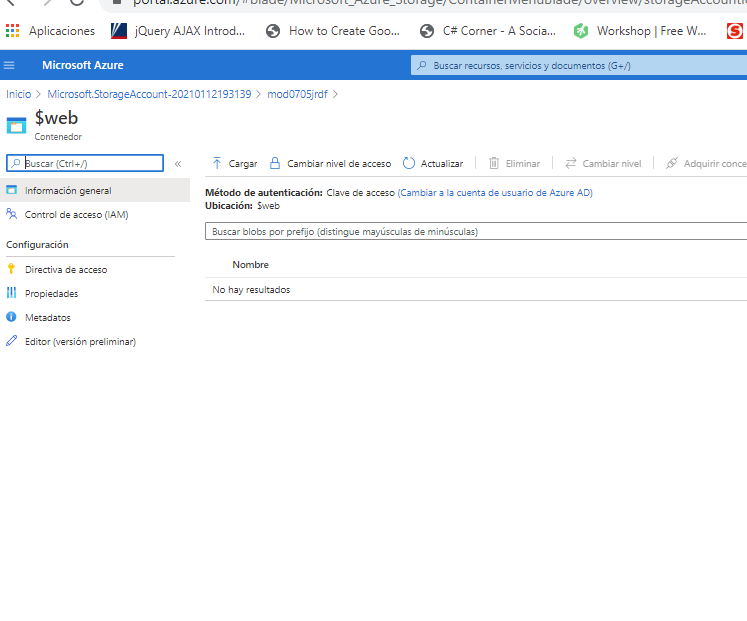 portal.azure.com/#blade/Microsoft_Azure_Storage/ContainerMenuBlade/overview/storageAccountI
Aplicaciones jQuery AJAX Introd... How to Create Goo... C# Corner - A Socia... Workshop | Free W... S
Microsoft Azure Buscar recursos, servicios y documentos (G+/)
Inicio > Microsoft.StorageAccount-20210112193139 > mod0705jrdf >
$web
Contenedor
Buscar (Ctrl+/) «
Cargar Cambiar nivel de acceso Actualizar Eliminar Cambiar nivel Adquirir conce
Información general
Control de acceso (IAM)
Configuración
Directiva de acceso
Propiedades
Metadatos
Editor (versión preliminar)
Método de autenticación: Clave de acceso (Cambiar a la cuenta de usuario de Azure AD)
Ubicación: $web
Buscar blobs por prefijo (distingue mayúsculas de minúsculas)
Nombre
No hay resultados